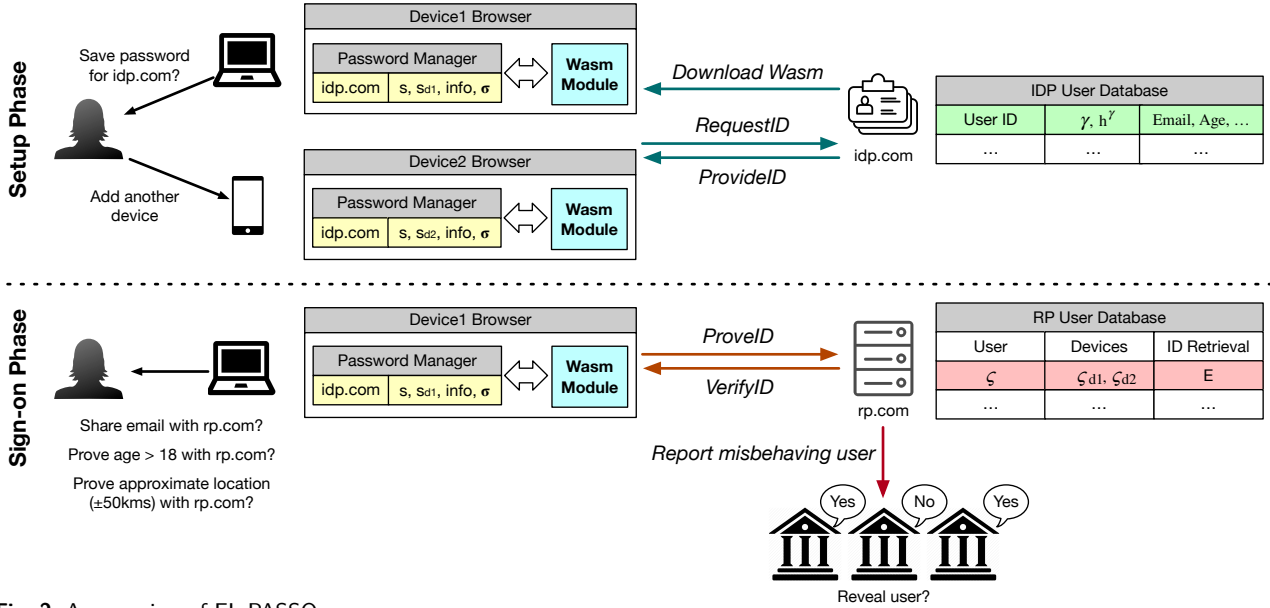 Setup Phase
Save password
for idp.com?
Add another
device
Device1 Browser
Password Manager
idp.com
s, sd1, info, σ
Wasm
Module
Device2 Browser
Password Manager
idp.com
s, sd2, info, σ
Wasm
Module
Download Wasm
RequestID
ProvideID
idp.com
IDP User Database
User ID
γ, h^γ
Email, Age, ...
...
...
...
Sign-on Phase
Share email with rp.com?
Prove age > 18 with rp.com?
Prove approximate location
(±50kms) with rp.com?
Device1 Browser
Password Manager
idp.com
s, sd1, info, σ
Wasm
Module
ProveID
VerifyID
rp.com
RP User Database
User
Devices
ID Retrieval
ς
ςd1, ςd2
E
...
...
...
Report misbehaving user
Yes
No
Yes
Reveal user?